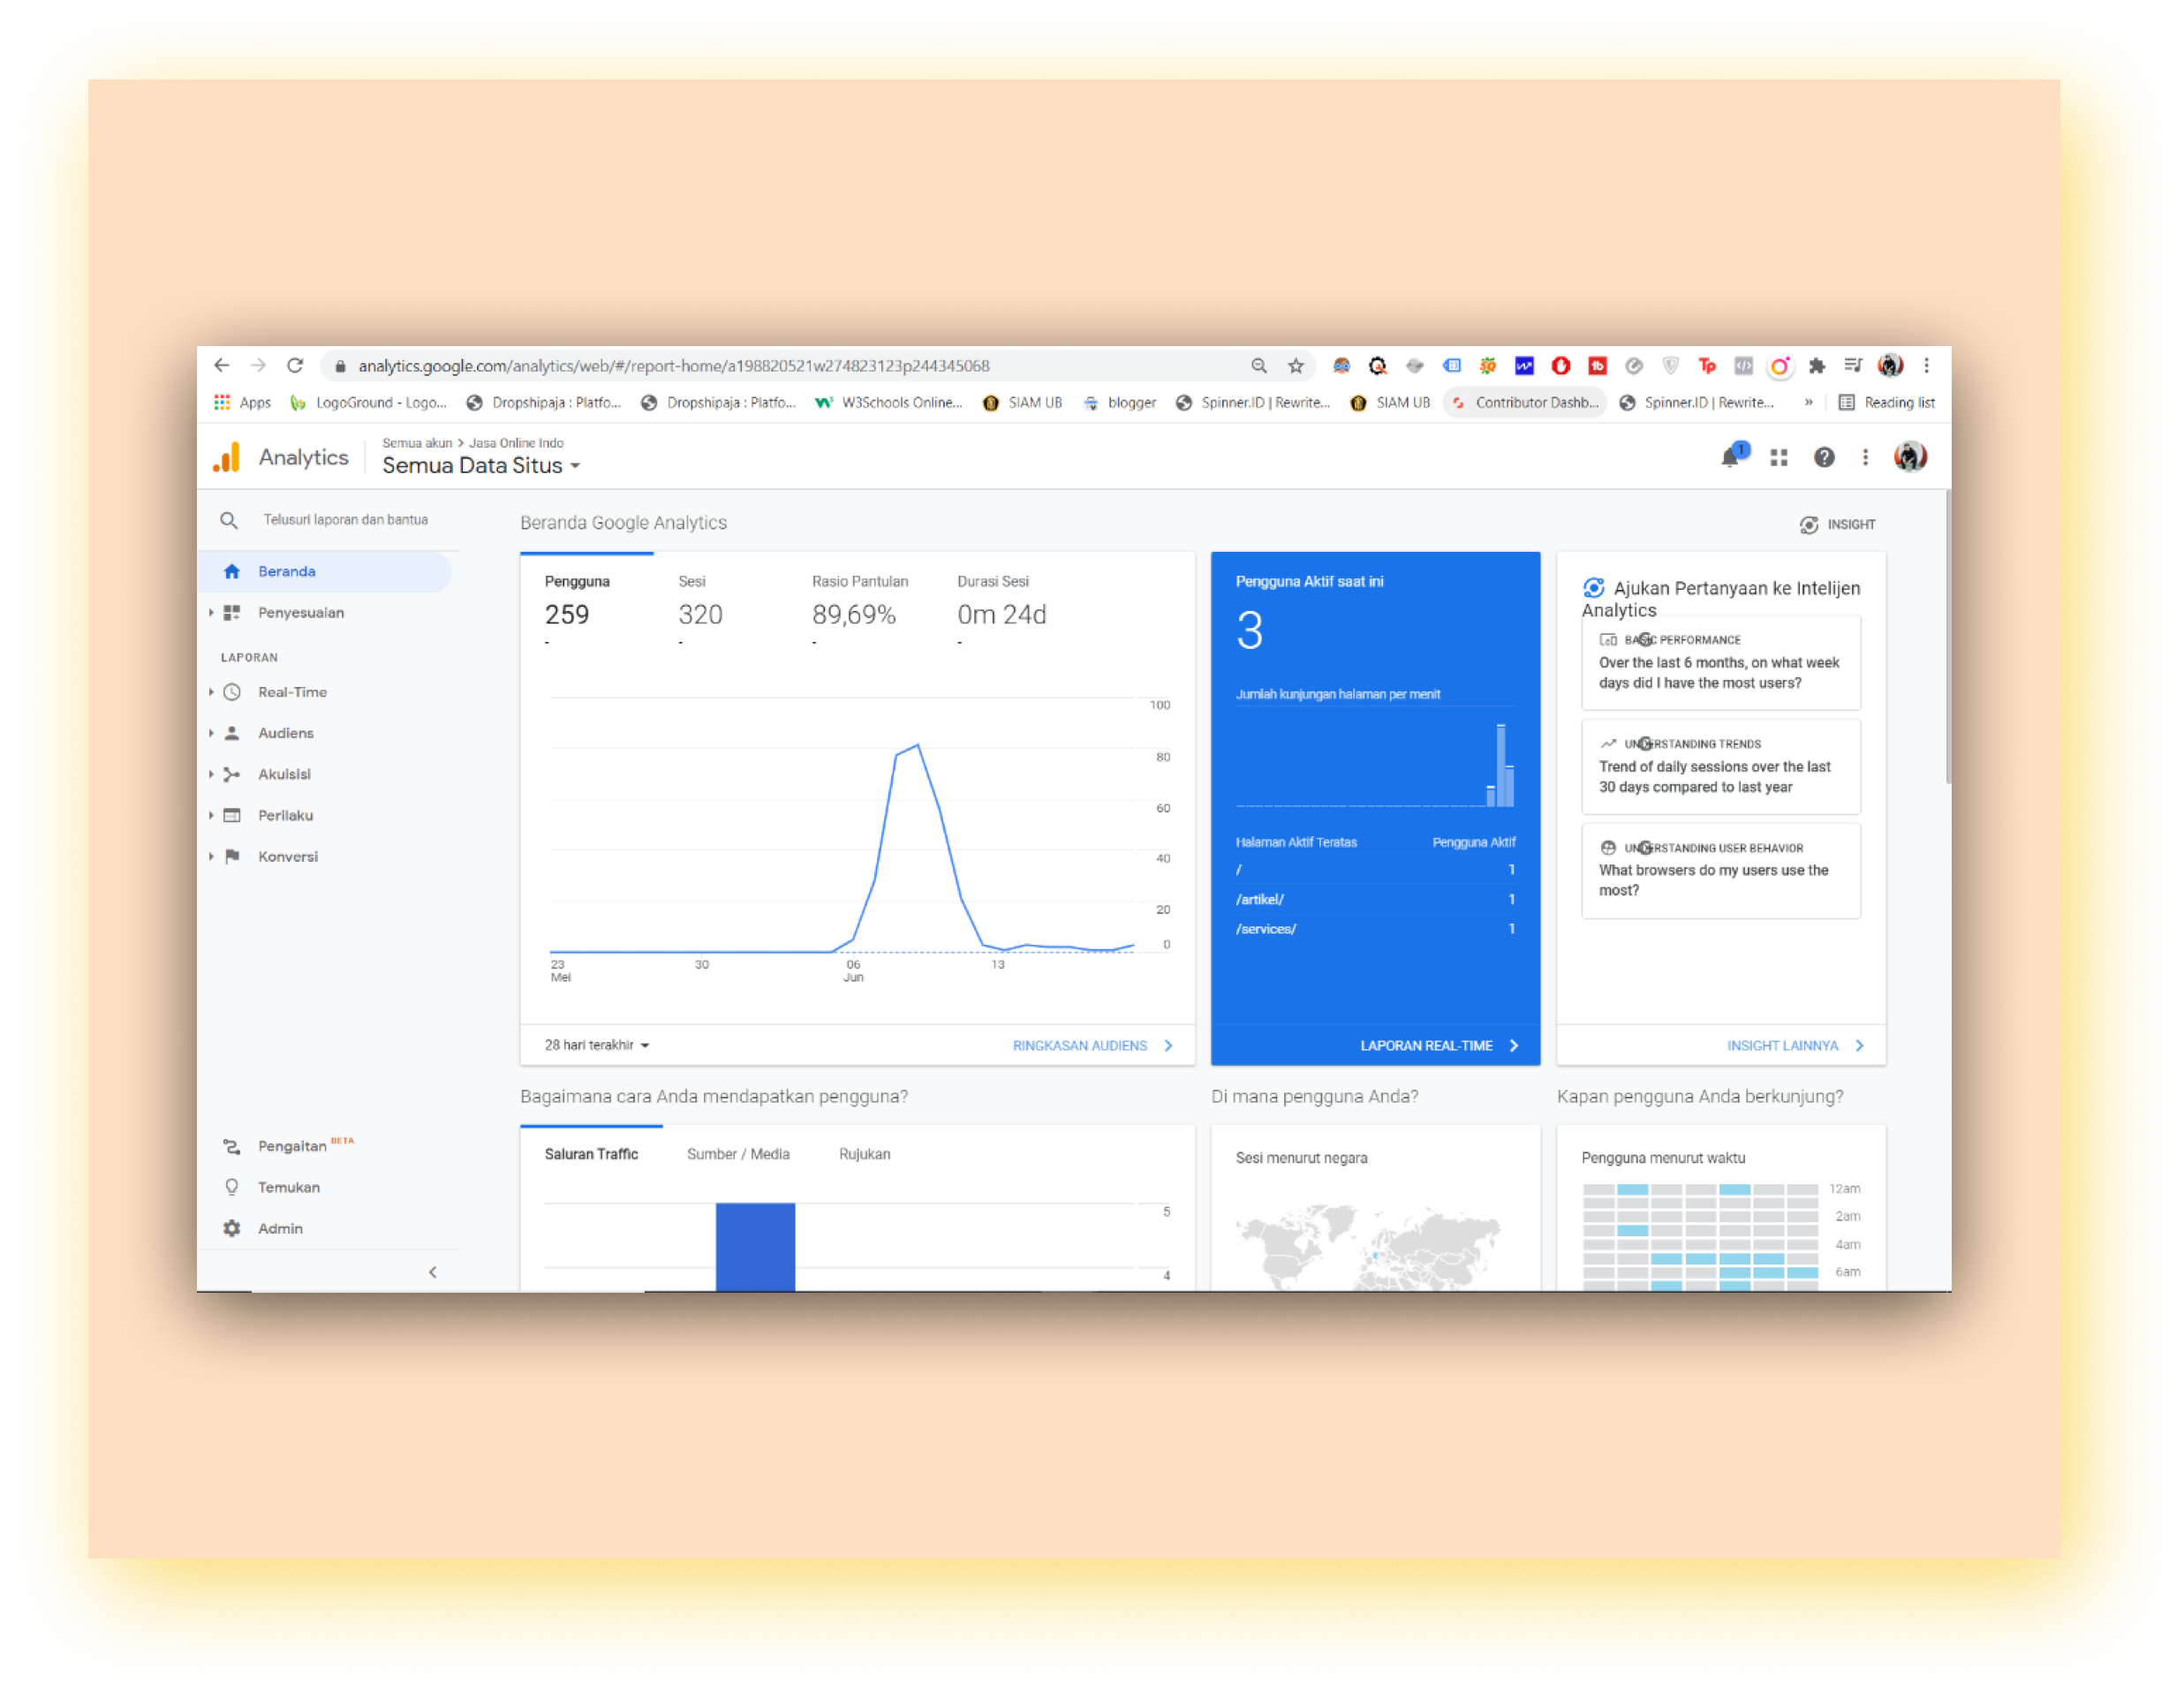 analytics.google.com/analytics/web/#/report-home/a198820521w274823123p244345068
Apps LogoGround - Logo... Dropshipaja : Platfo... Dropshipaja : Platfo... W3Schools Online... SIAM UB blogger Spinner.ID | Rewrite... SIAM UB Contributor Dashb... Spinner.ID | Rewrite... » Reading list
Analytics
Semua akun > Jasa Online Indo
Semua Data Situs
1
Telusuri laporan dan bantua
Beranda
Penyesuaian
LAPORAN
Real-Time
Audiens
Akuisisi
Perilaku
Konversi
Pengaitan BETA
Temukan
Admin
Beranda Google Analytics
INSIGHT
Pengguna Sesi Rasio Pantulan Durasi Sesi
259 320 89,69% 0m 24d
- - - -
100
80
60
40
20
0
23 30 06 13
Mei Jun
28 hari terakhir
RINGKASAN AUDIENS
Pengguna Aktif saat ini
3
Jumlah kunjungan halaman per menit
Halaman Aktif Teratas Pengguna Aktif
/ 1
/artikel/ 1
/services/ 1
LAPORAN REAL-TIME
Ajukan Pertanyaan ke Intelijen
Analytics
BASIC PERFORMANCE
Over the last 6 months, on what week
days did I have the most users?
UNDERSTANDING TRENDS
Trend of daily sessions over the last
30 days compared to last year
UNDERSTANDING USER BEHAVIOR
What browsers do my users use the
most?
INSIGHT LAINNYA
Bagaimana cara Anda mendapatkan pengguna?
Saluran Traffic Sumber / Media Rujukan
5
4
Di mana pengguna Anda?
Sesi menurut negara
Kapan pengguna Anda berkunjung?
Pengguna menurut waktu
12am
2am
4am
6am